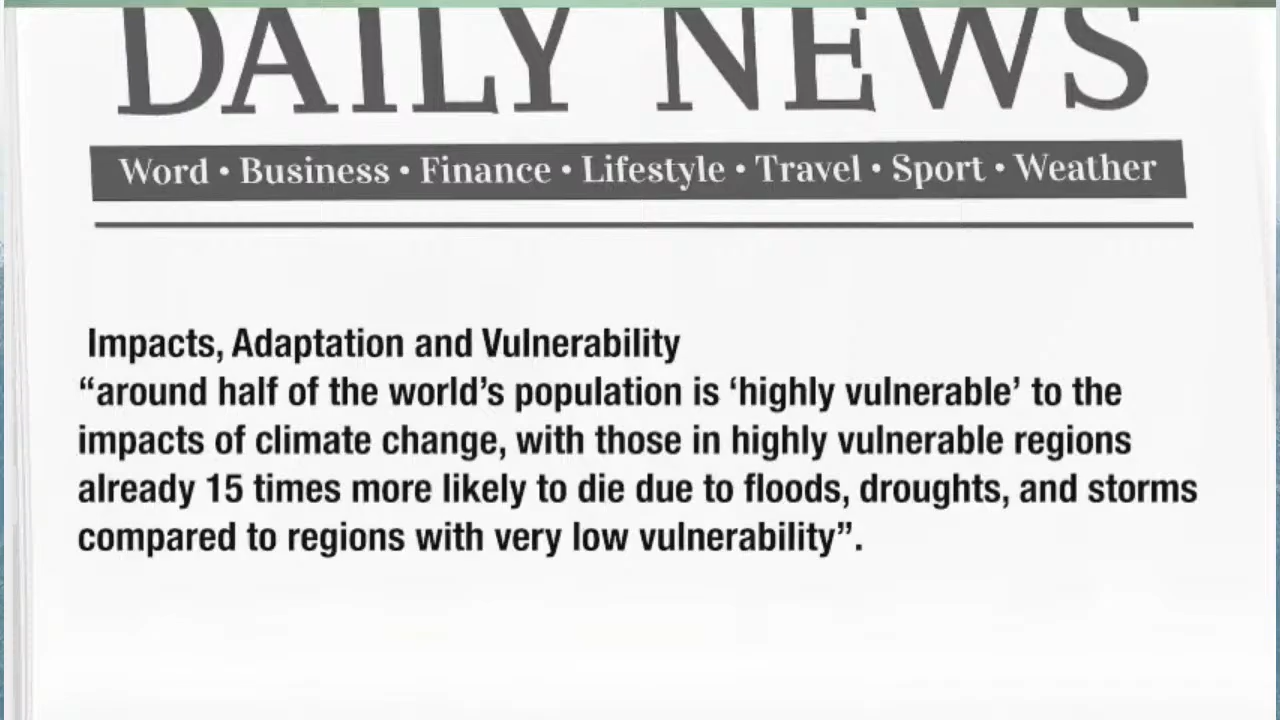 DAILY NEWS
Word • Business • Finance • Lifestyle • Travel • Sport • Weather
Impacts, Adaptation and Vulnerability
“around half of the world’s population is ‘highly vulnerable’ to the
impacts of climate change, with those in highly vulnerable regions
already 15 times more likely to die due to floods, droughts, and storms
compared to regions with very low vulnerability”.